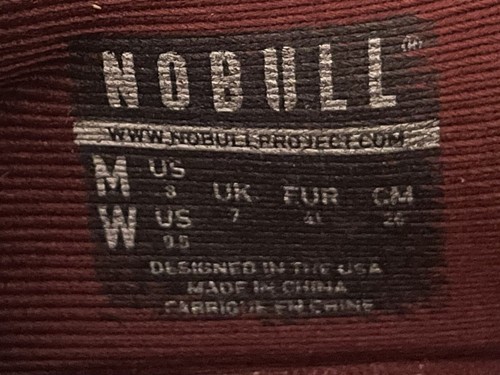 NOBULL®
WWW.NOBULLPROJECT.COM
M US 8 UK 7 EUR 41 CM 26
W US 9.5
DESIGNED IN THE USA
MADE IN CHINA
FABRIQUE EN CHINE